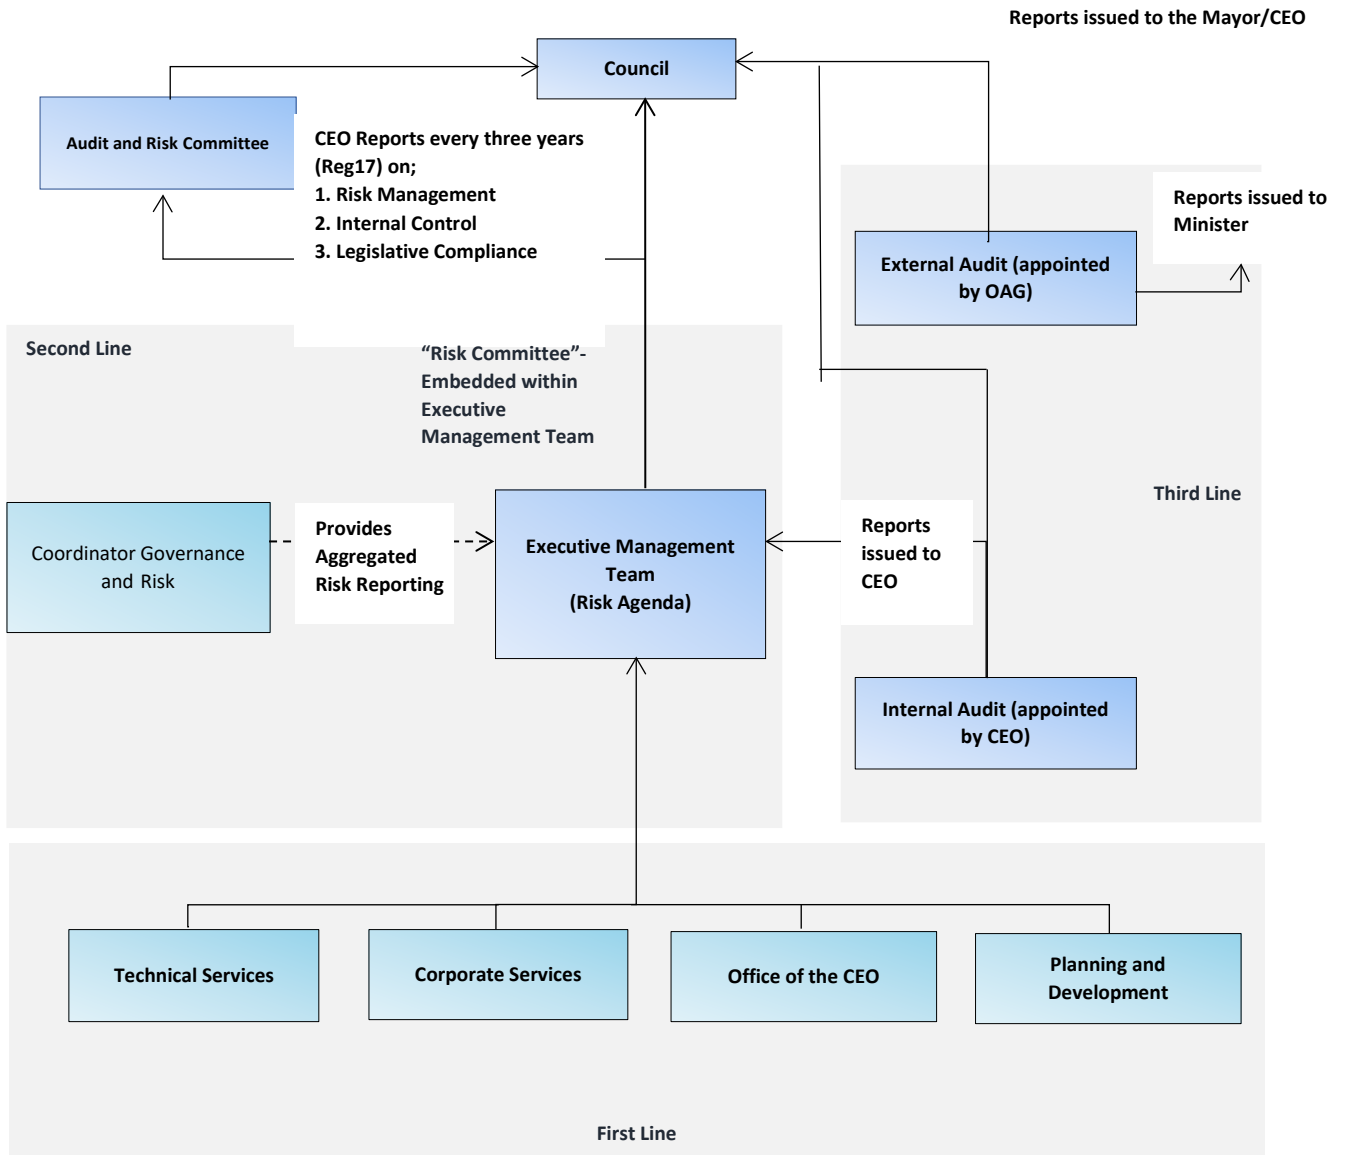 Reports issued to the Mayor/CEO
Council
Audit and Risk Committee
CEO Reports every three years
(Reg17) on;
1. Risk Management
2. Internal Control
3. Legislative Compliance
Reports issued to
Minister
External Audit (appointed
by OAG)
Second Line
“Risk Committee”-
Embedded within
Executive
Management Team
Third Line
Coordinator Governance
and Risk
Provides
Aggregated
Risk Reporting
Executive Management
Team
(Risk Agenda)
Reports
issued to
CEO
Internal Audit (appointed
by CEO)
Technical Services
Corporate Services
Office of the CEO
Planning and
Development
First Line